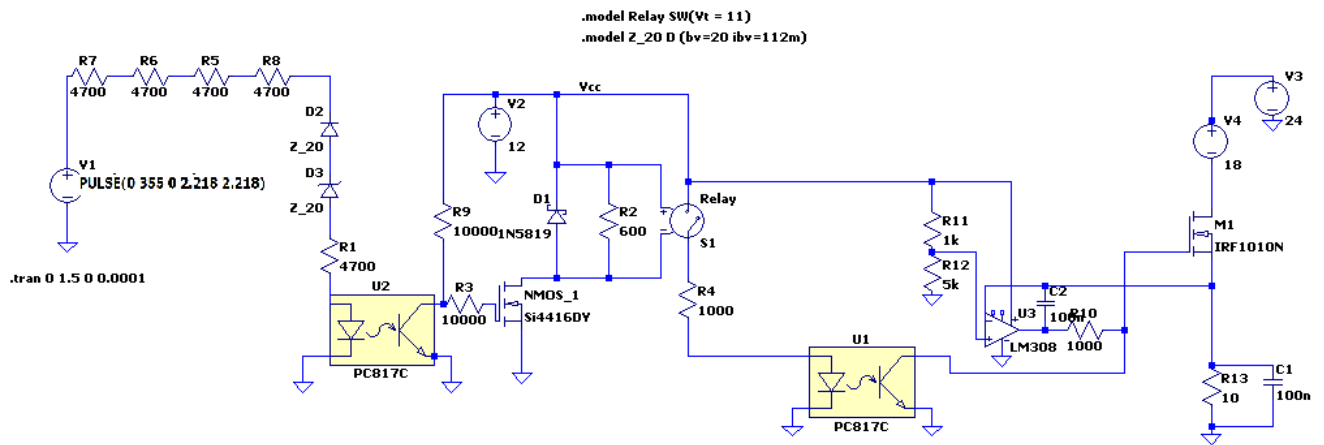 .model Relay SW(Vt = 11)
.model Z_20 D (bv=20 ibv=112m)
R7
4700
R6
4700
R5
4700
R8
4700
D2
Z_20
D3
Z_20
V1
PULSE(0 355 0 2.218 2.218)
R1
4700
.tran 0 1.5 0 0.0001
U2
PC817C
R9
10000
R3
10000
V2
12
Vcc
D1
1N5819
R2
600
NMOS_1
Si4416DY
Relay
S1
R4
1000
U1
PC817C
R11
1k
R12
5k
C2
100n
U3
LM308
R10
1000
V3
24
V4
18
M1
IRF1010N
R13
10
C1
100n